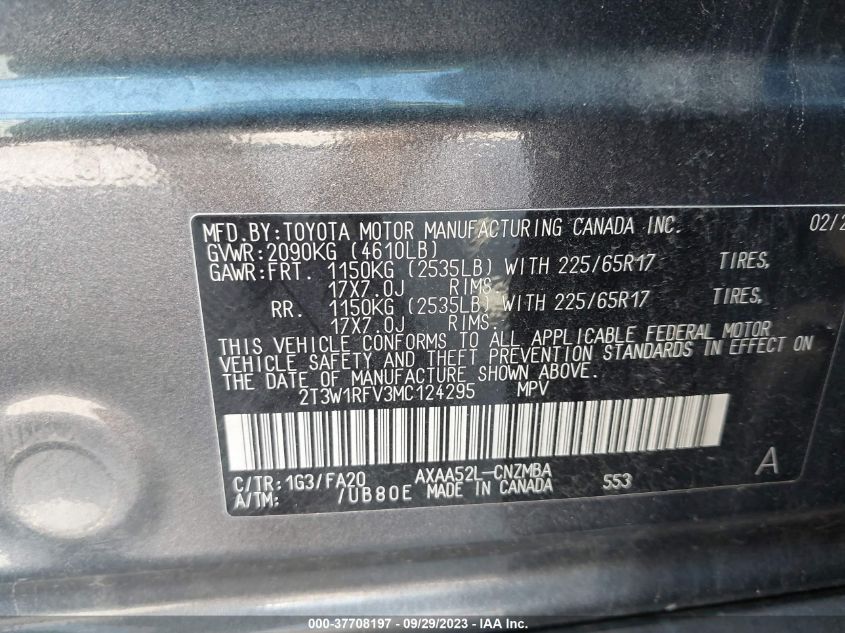 MFD.BY:TOYOTA MOTOR MANUFACTURING CANADA INC. 02/2
GVWR:2090KG (4610LB)
GAWR:FRT. 1150KG (2535LB) WITH 225/65R17 TIRES,
17X7.0J RIMS.
RR. 1150KG (2535LB) WITH 225/65R17 TIRES,
17X7.0J RIMS.
THIS VEHICLE CONFORMS TO ALL APPLICABLE FEDERAL MOTOR
VEHICLE SAFETY AND THEFT PREVENTION STANDARDS IN EFFECT ON
THE DATE OF MANUFACTURE SHOWN ABOVE.
2T3W1RFV3MC124295 MPV
C/TR:1G3/FA20 AXAA52L-CNZMBA A
A/TM: /UB80E MADE IN CANADA 553
000-37708197 - 09/29/2023 - IAA Inc.